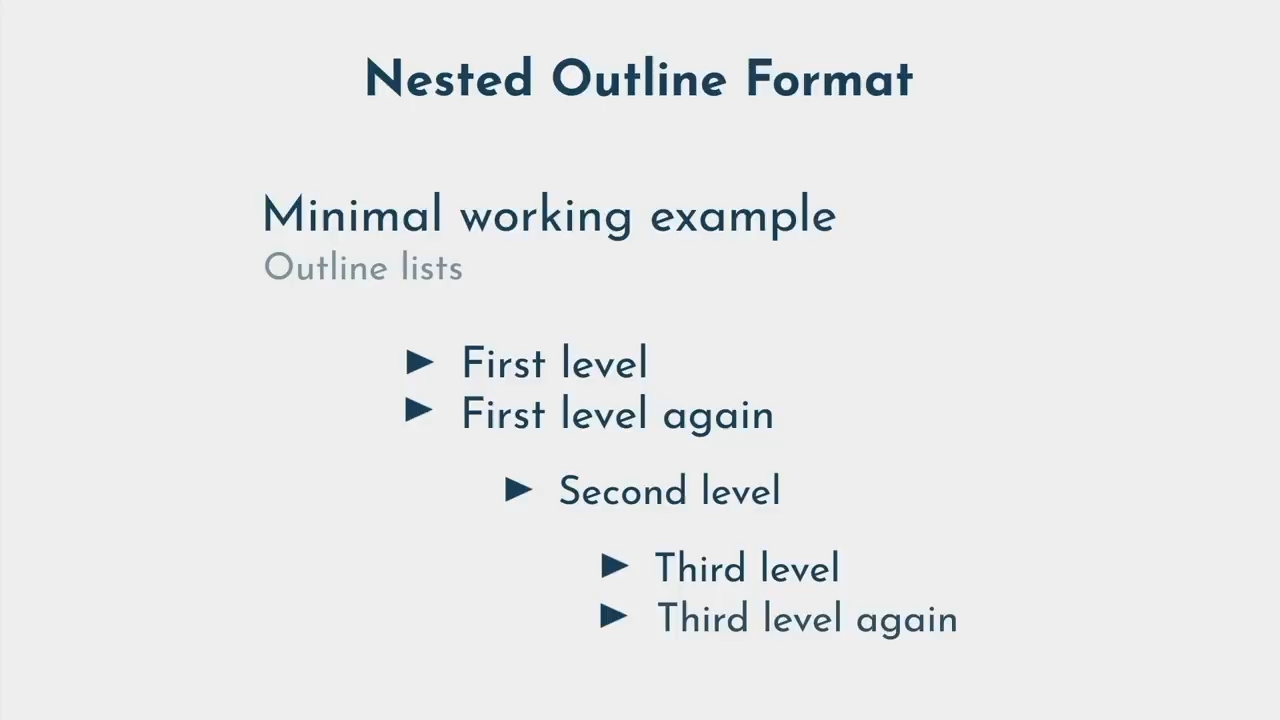 Nested Outline Format
Minimal working example
Outline lists
► First level
► First level again
► Second level
► Third level
► Third level again